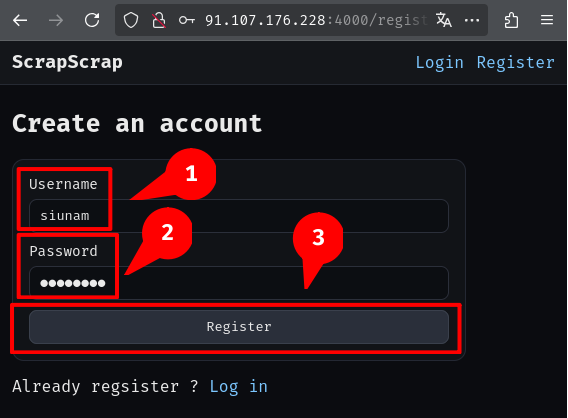 91.107.176.228:4000/regist
ScrapScrap Login Register
Create an account
1
Username
siunam
2
Password
3
Register
Already regsister ? Log in